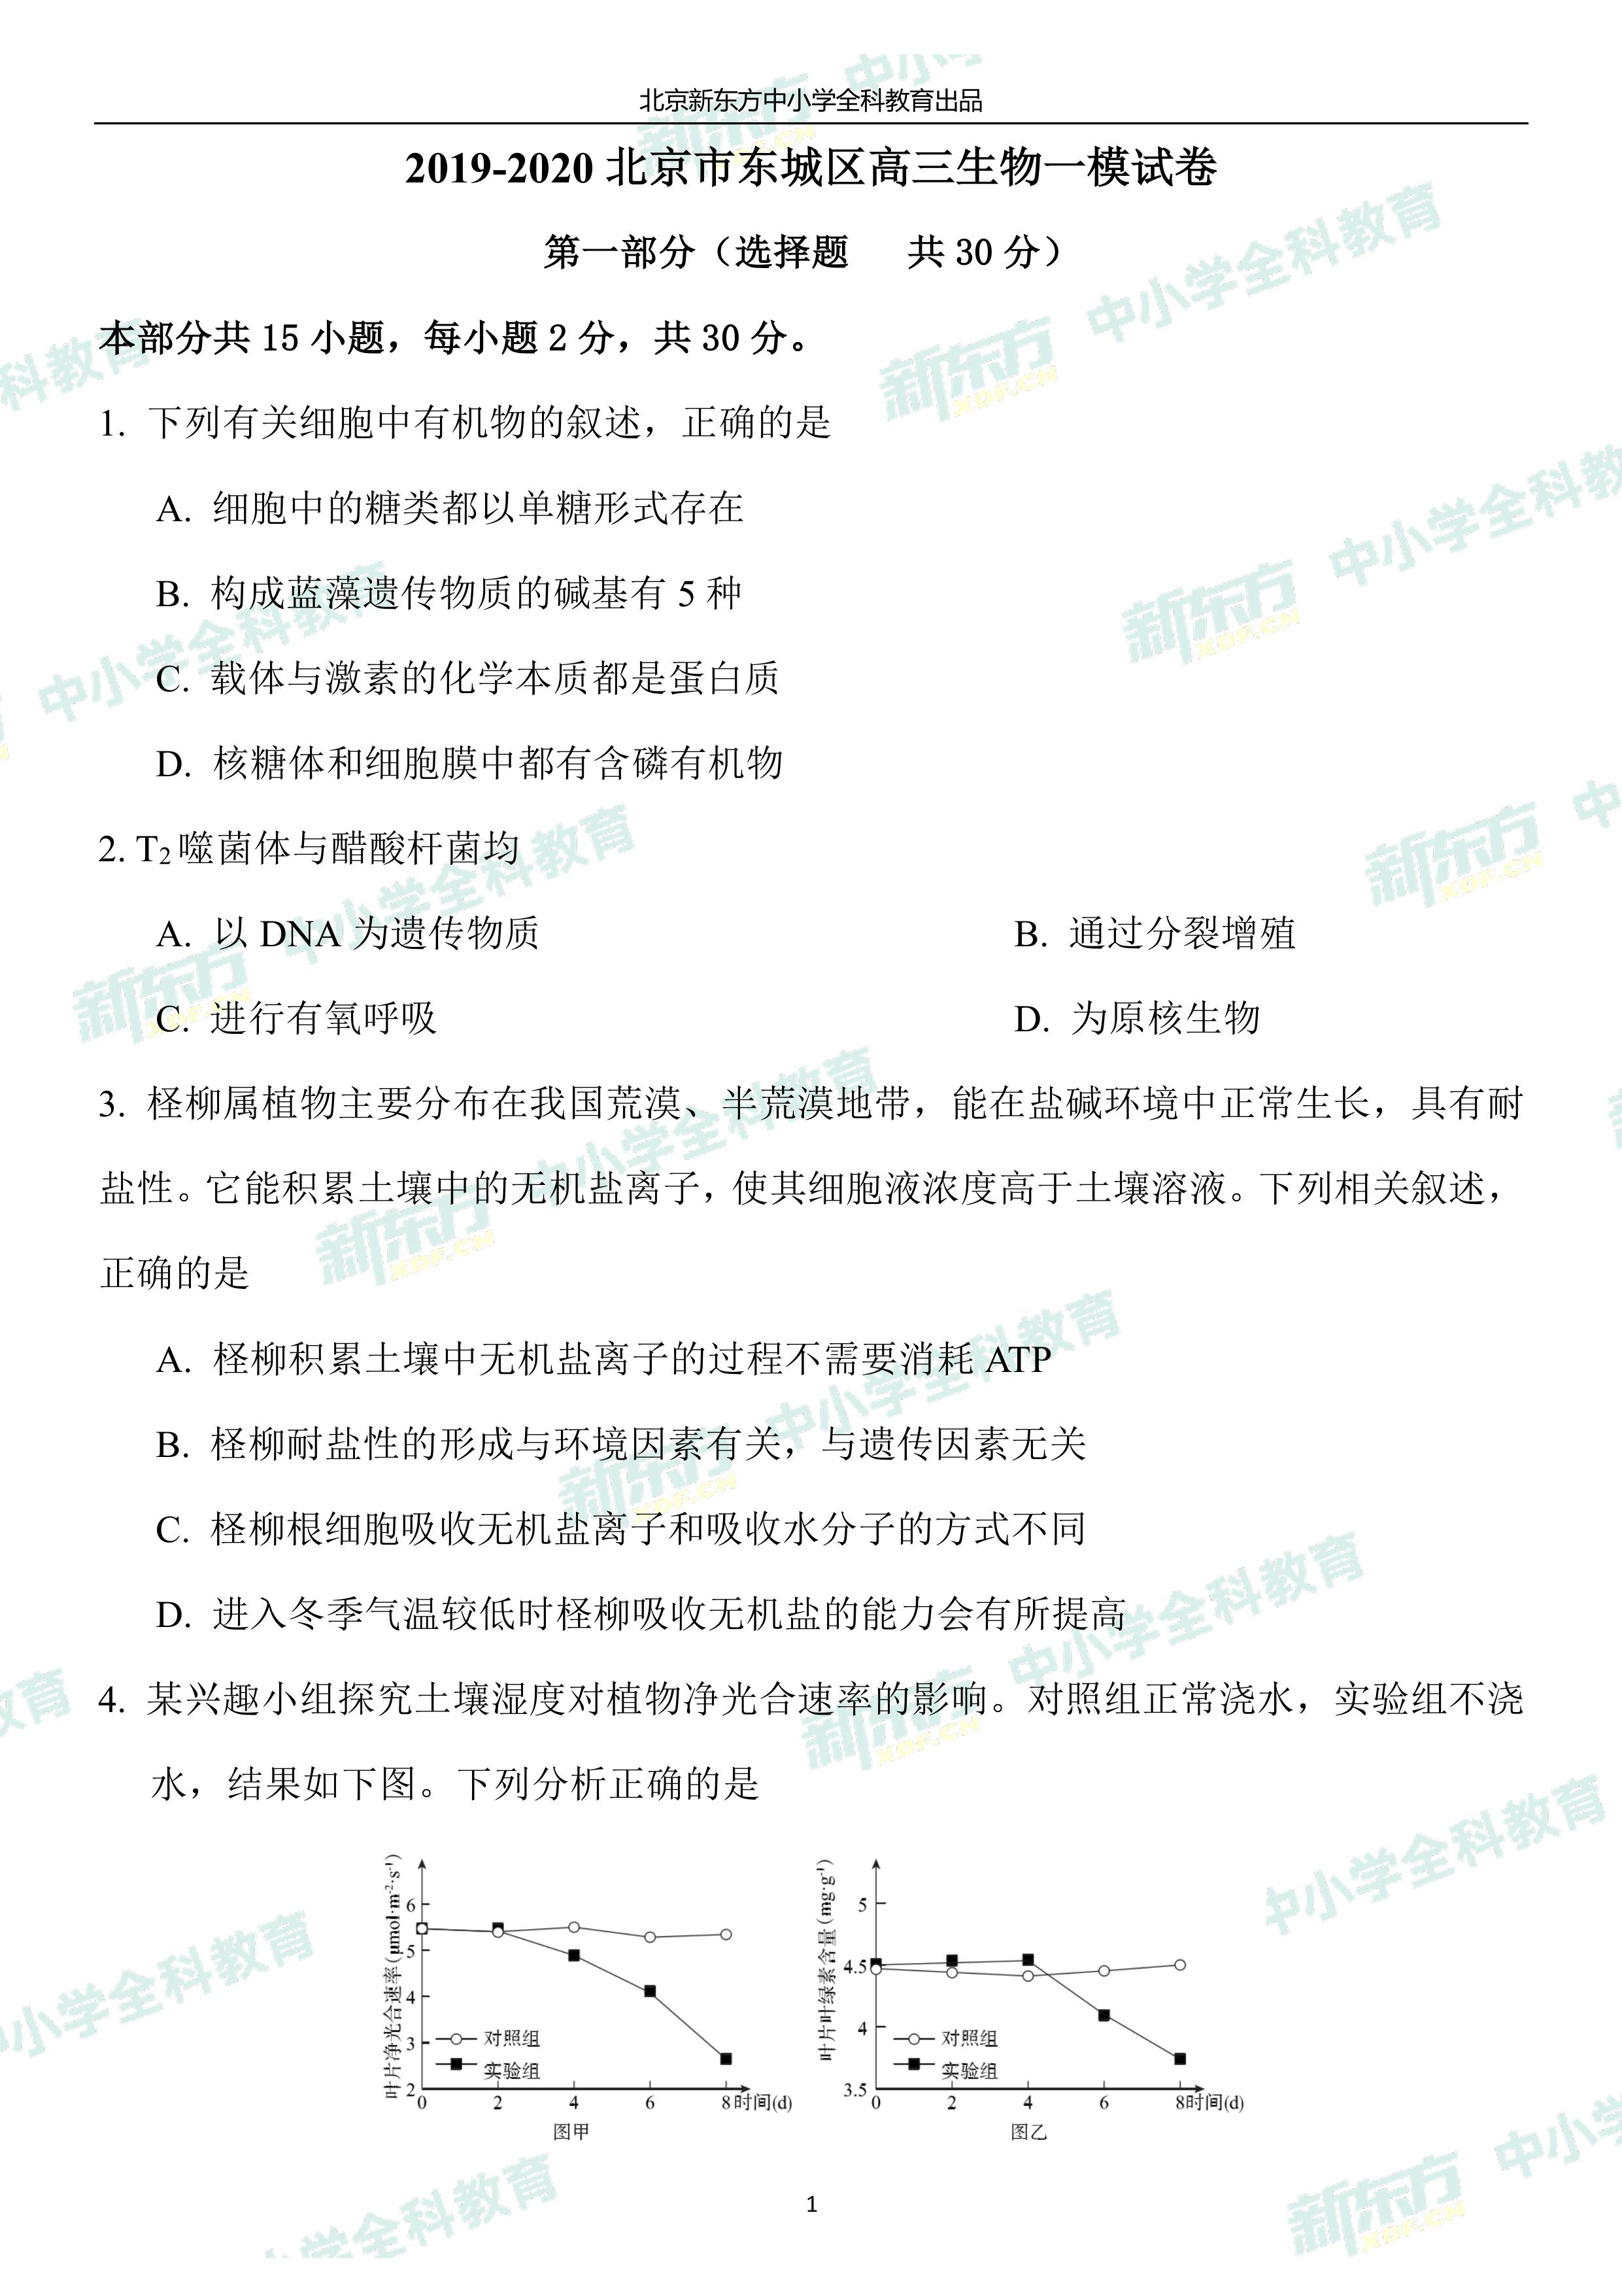 北京新东方中小学全科教育出品
2019-2020 北京市东城区高三生物一模试卷
第一部分（选择题 共 30 分）
本部分共 15 小题，每小题 2 分，共 30 分。
1. 下列有关细胞中有机物的叙述，正确的是
A. 细胞中的糖类都以单糖形式存在
B. 构成蓝藻遗传物质的碱基有 5 种
C. 载体与激素的化学本质都是蛋白质
D. 核糖体和细胞膜中都有含磷有机物
2. T2 噬菌体与醋酸杆菌均
A. 以 DNA 为遗传物质 B. 通过分裂增殖
C. 进行有氧呼吸 D. 为原核生物
3. 柽柳属植物主要分布在我国荒漠、半荒漠地带，能在盐碱环境中正常生长，具有耐
盐性。它能积累土壤中的无机盐离子，使其细胞液浓度高于土壤溶液。下列相关叙述，
正确的是
A. 柽柳积累土壤中无机盐离子的过程不需要消耗 ATP
B. 柽柳耐盐性的形成与环境因素有关，与遗传因素无关
C. 柽柳根细胞吸收无机盐离子和吸收水分子的方式不同
D. 进入冬季气温较低时柽柳吸收无机盐的能力会有所提高
4. 某兴趣小组探究土壤湿度对植物净光合速率的影响。对照组正常浇水，实验组不浇
水，结果如下图。下列分析正确的是
叶片净光合速率(μmol·m-2·s-1)
6
5
4
3
2
对照组
实验组
0 2 4 6 8 时间(d)
图甲
叶片叶绿素含量(mg·g-1)
5
4.5
4
3.5
对照组
实验组
0 2 4 6 8 时间(d)
图乙
1
新东方 XDF.CN 中小学全科教育